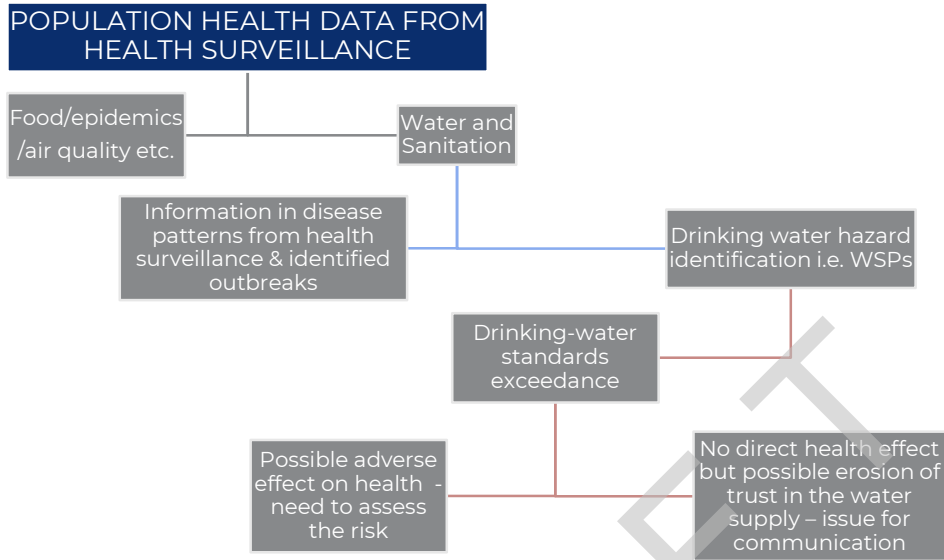 POPULATION HEALTH DATA FROM
HEALTH SURVEILLANCE
Food/epidemics
/air quality etc.
Water and
Sanitation
Information in disease
patterns from health
surveillance & identified
outbreaks
Drinking water hazard
identification i.e. WSPs
Drinking-water
standards
exceedance
Possible adverse
effect on health -
need to assess
the risk
No direct health effect
but possible erosion of
trust in the water
supply – issue for
communication